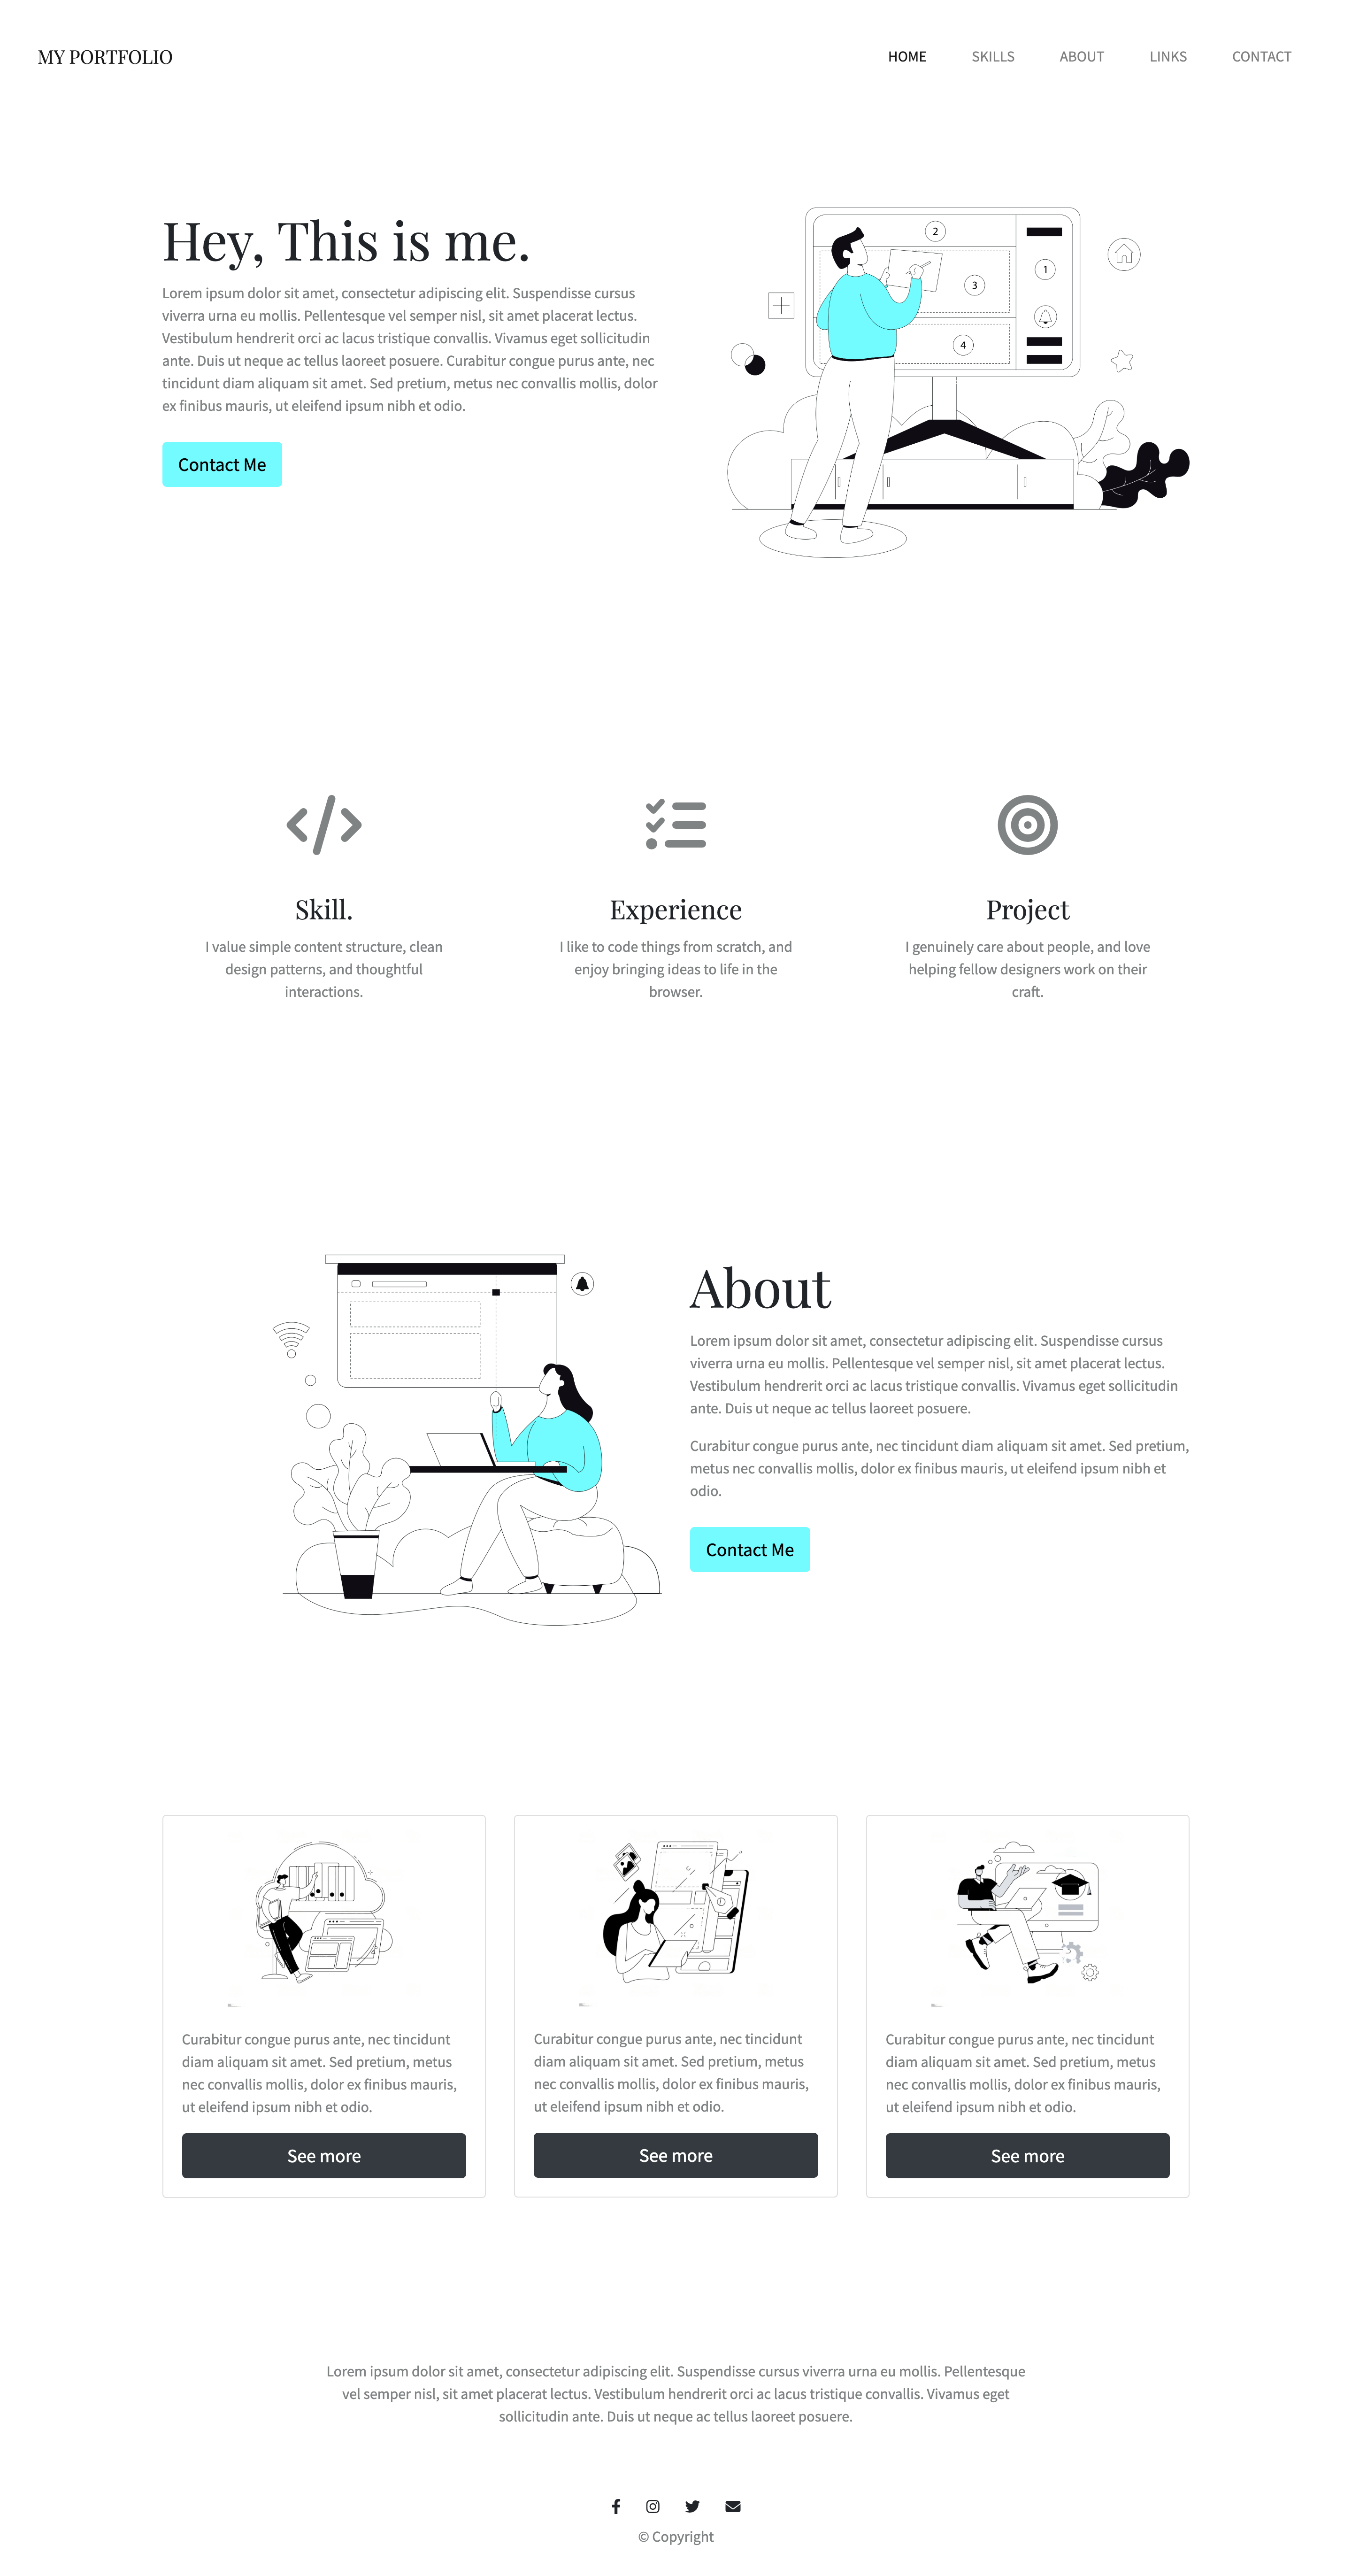 MY PORTFOLIO
HOME SKILLS ABOUT LINKS CONTACT
Hey, This is me.
Lorem ipsum dolor sit amet, consectetur adipiscing elit. Suspendisse cursus
viverra urna eu mollis. Pellentesque vel semper nisl, sit amet placerat lectus.
Vestibulum hendrerit orci ac lacus tristique convallis. Vivamus eget sollicitudin
ante. Duis ut neque ac tellus laoreet posuere. Curabitur congue purus ante, nec
tincidunt diam aliquam sit amet. Sed pretium, metus nec convallis mollis, dolor
ex finibus mauris, ut eleifend ipsum nibh et odio.
Contact Me
2
1
3
4
Skill.
I value simple content structure, clean
design patterns, and thoughtful
interactions.
Experience
I like to code things from scratch, and
enjoy bringing ideas to life in the
browser.
Project
I genuinely care about people, and love
helping fellow designers work on their
craft.
About
Lorem ipsum dolor sit amet, consectetur adipiscing elit. Suspendisse cursus
viverra urna eu mollis. Pellentesque vel semper nisl, sit amet placerat lectus.
Vestibulum hendrerit orci ac lacus tristique convallis. Vivamus eget sollicitudin
ante. Duis ut neque ac tellus laoreet posuere.
Curabitur congue purus ante, nec tincidunt diam aliquam sit amet. Sed pretium,
metus nec convallis mollis, dolor ex finibus mauris, ut eleifend ipsum nibh et
odio.
Contact Me
Curabitur congue purus ante, nec tincidunt
diam aliquam sit amet. Sed pretium, metus
nec convallis mollis, dolor ex finibus mauris,
ut eleifend ipsum nibh et odio.
See more
Curabitur congue purus ante, nec tincidunt
diam aliquam sit amet. Sed pretium, metus
nec convallis mollis, dolor ex finibus mauris,
ut eleifend ipsum nibh et odio.
See more
Curabitur congue purus ante, nec tincidunt
diam aliquam sit amet. Sed pretium, metus
nec convallis mollis, dolor ex finibus mauris,
ut eleifend ipsum nibh et odio.
See more
Lorem ipsum dolor sit amet, consectetur adipiscing elit. Suspendisse cursus viverra urna eu mollis. Pellentesque
vel semper nisl, sit amet placerat lectus. Vestibulum hendrerit orci ac lacus tristique convallis. Vivamus eget
sollicitudin ante. Duis ut neque ac tellus laoreet posuere.
© Copyright